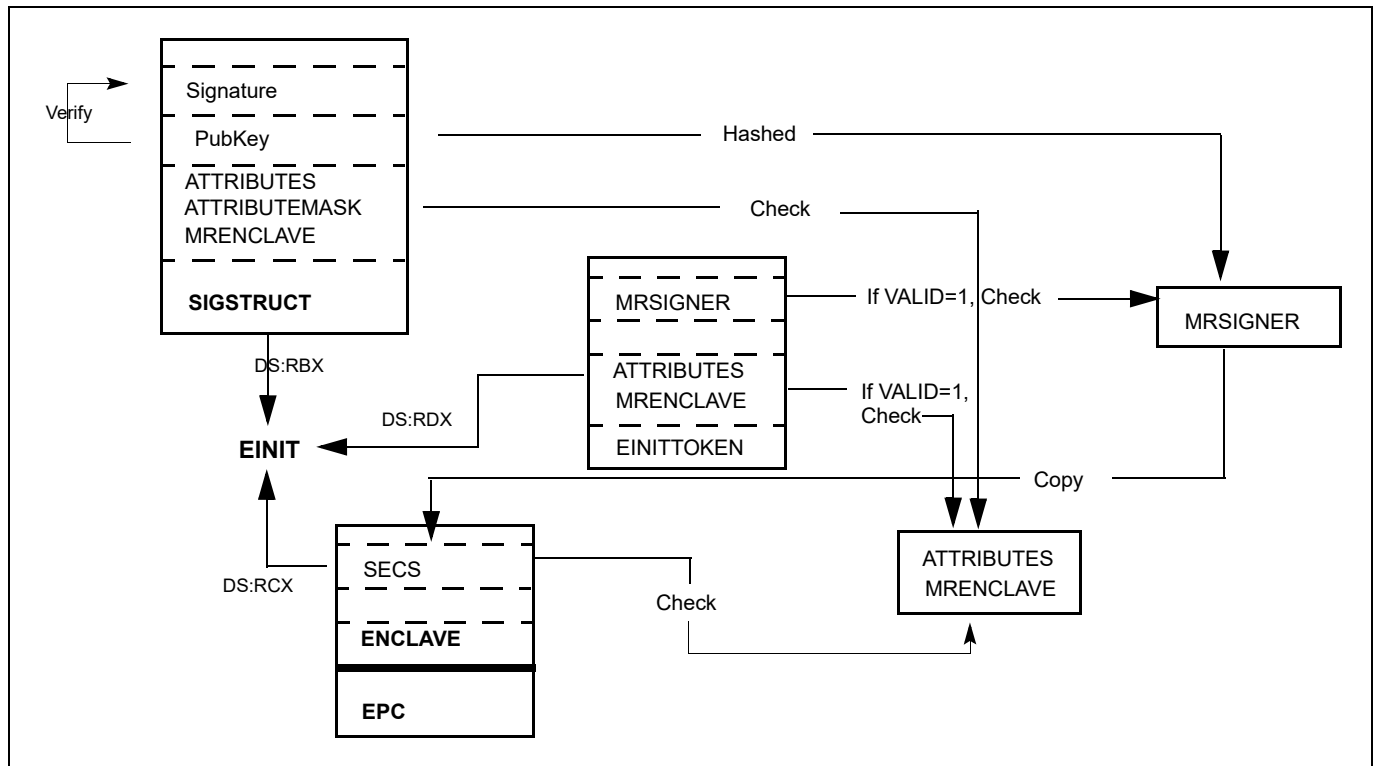 Signature
Verify
PubKey
Hashed
ATTRIBUTES
ATTRIBUTEMASK
MRENCLAVE
Check
SIGSTRUCT
MRSIGNER
If VALID=1, Check
MRSIGNER
DS:RBX
ATTRIBUTES
MRENCLAVE
If VALID=1,
Check
DS:RDX
EINIT
EINITTOKEN
Copy
SECS
DS:RCX
ATTRIBUTES
MRENCLAVE
Check
ENCLAVE
EPC